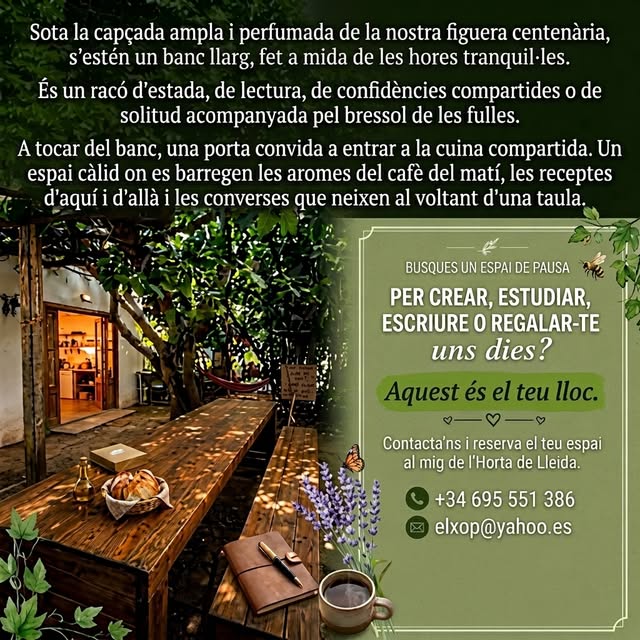 Sota la capçada ampla i perfumada de la nostra figuera centenària,
s’estén un banc llarg, fet a mida de les hores tranquil·les.
És un racó d’estada, de lectura, de confidències compartides o de
solitud acompanyada pel bressol de les fulles.
A tocar del banc, una porta convida a entrar a la cuina compartida. Un
espai càlid on es barregen les aromes del cafè del matí, les receptes
d’aquí i d’allà i les converses que neixen al voltant d’una taula.
BUSQUES UN ESPAI DE PAUSA
PER CREAR, ESTUDIAR,
ESCRIURE O REGALAR-TE
uns dies?
Aquest és el teu lloc.
Contacta’ns i reserva el teu espai
al mig de l’Horta de Lleida.
+34 695 551 386
elxop@yahoo.es